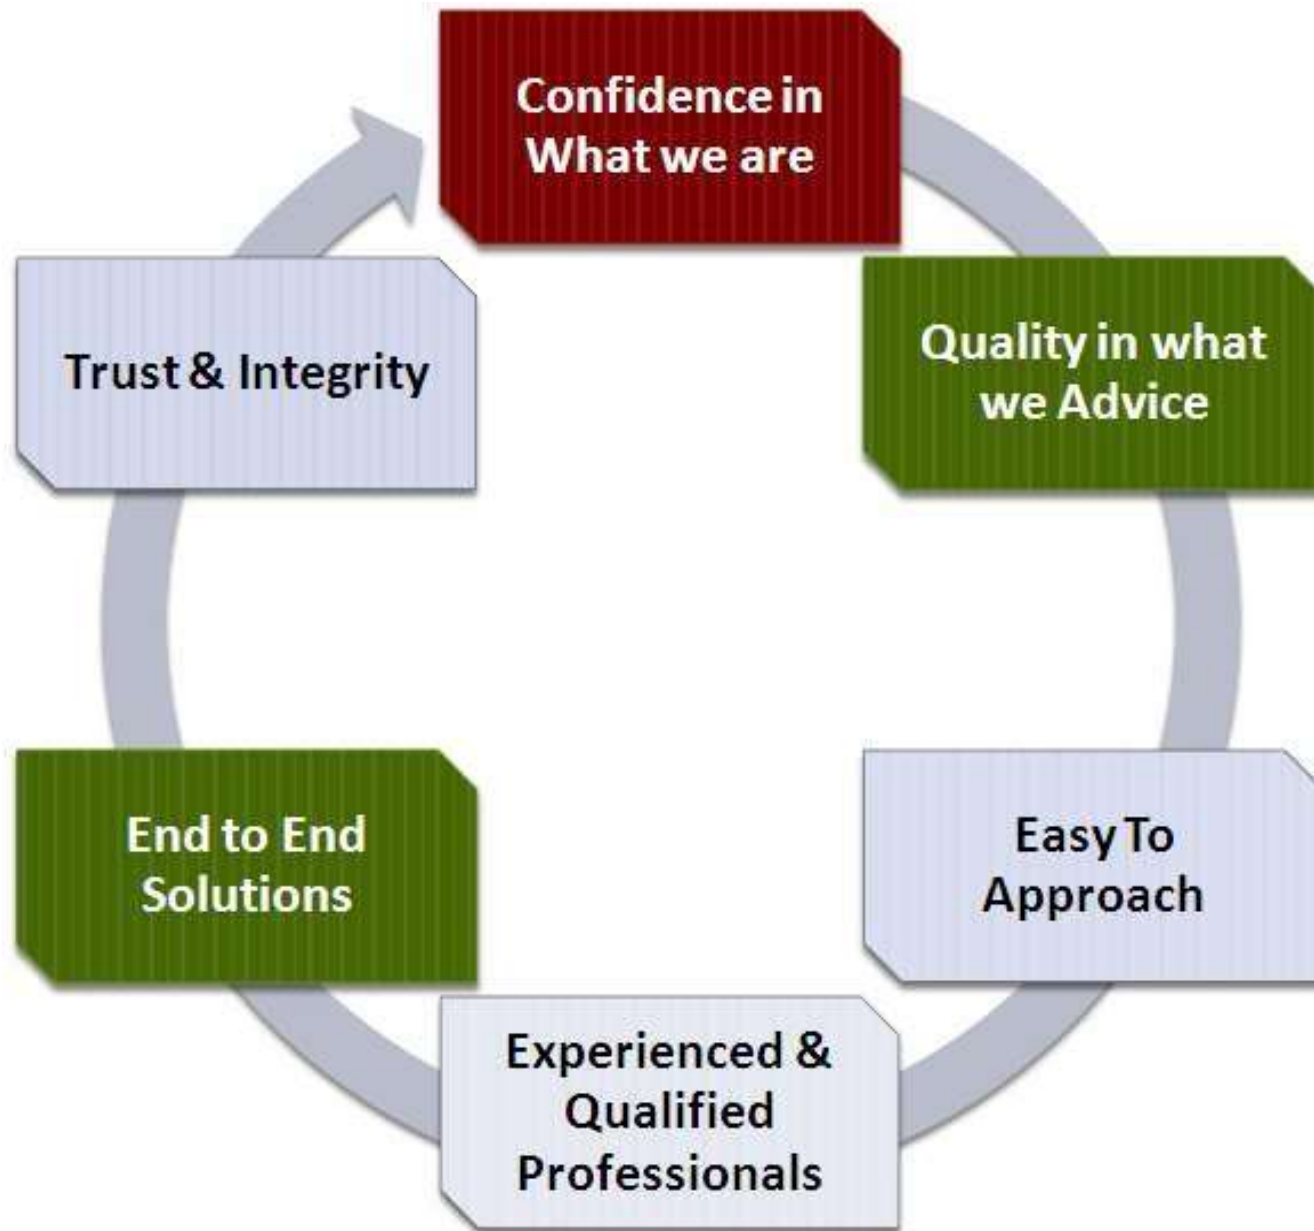 Confidence in
What we are
Quality in what
we Advice
Easy To
Approach
Experienced &
Qualified
Professionals
End to End
Solutions
Trust & Integrity